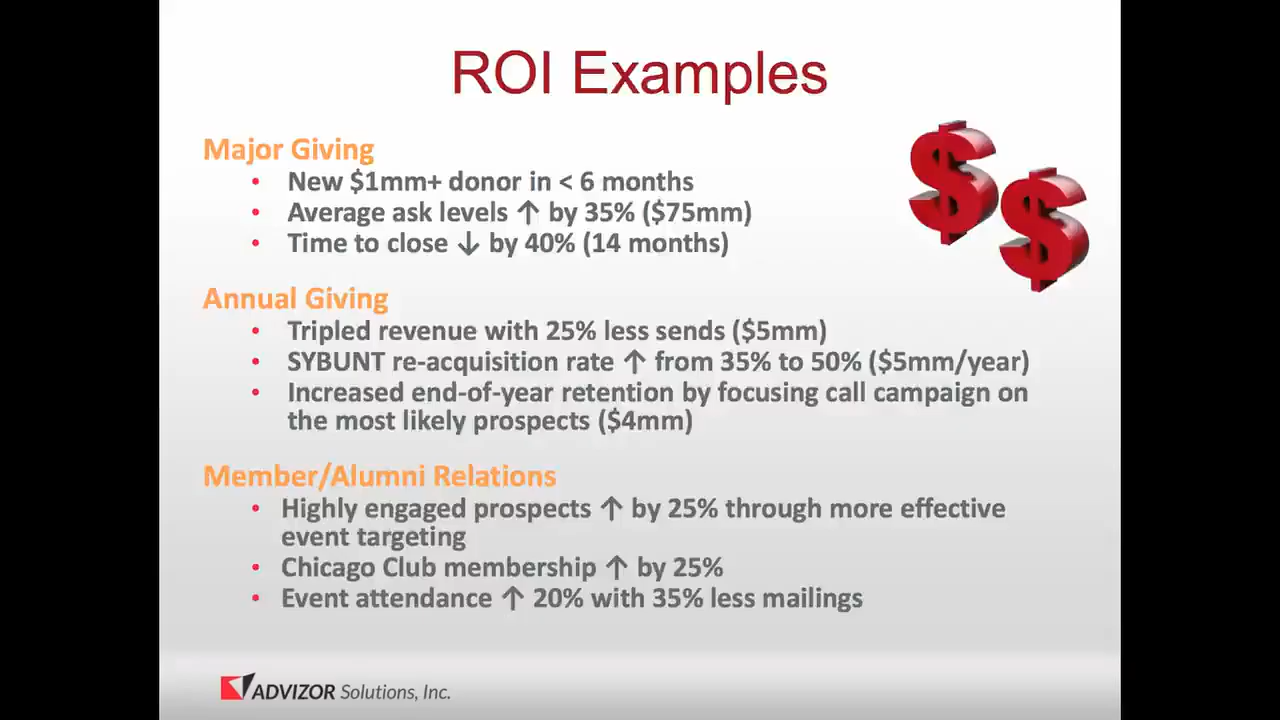 ROI Examples
Major Giving
• New $1mm+ donor in < 6 months
• Average ask levels ↑ by 35% ($75mm)
• Time to close ↓ by 40% (14 months)
Annual Giving
• Tripled revenue with 25% less sends ($5mm)
• SYBUNT re-acquisition rate ↑ from 35% to 50% ($5mm/year)
• Increased end-of-year retention by focusing call campaign on
the most likely prospects ($4mm)
Member/Alumni Relations
• Highly engaged prospects ↑ by 25% through more effective
event targeting
• Chicago Club membership ↑ by 25%
• Event attendance ↑ 20% with 35% less mailings
ADVIZOR Solutions, Inc.